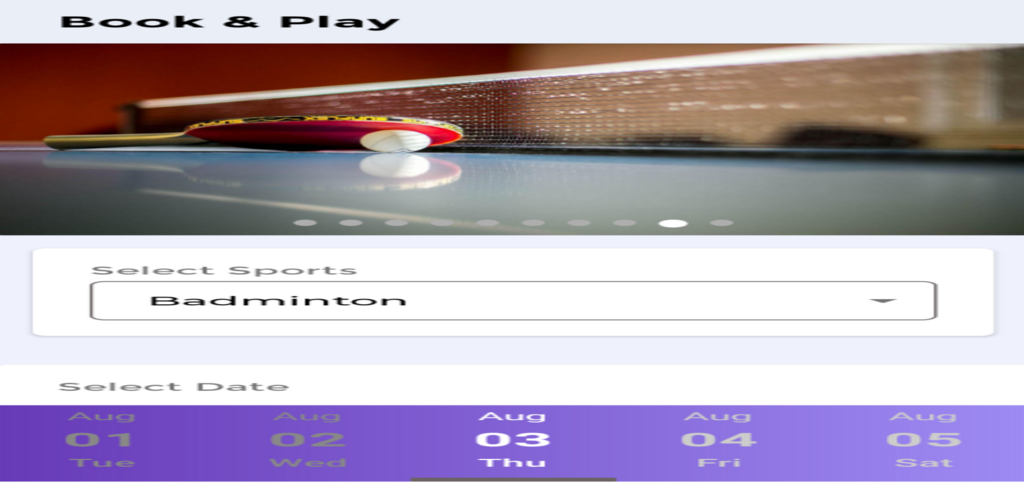 Book & Play
Select Sports
Badminton
Select Date
Aug Aug Aug Aug Aug
01 02 03 04 05
Tue Wed Thu Fri Sat